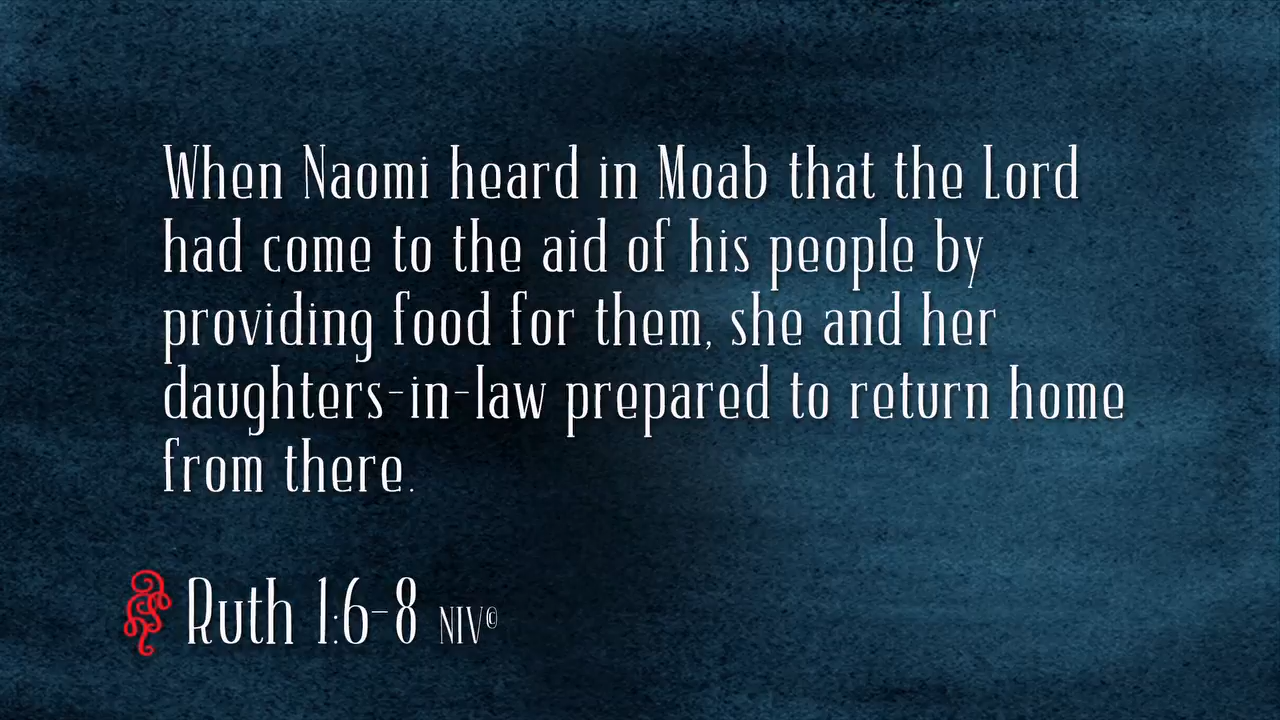 When Naomi heard in Moab that the Lord
had come to the aid of his people by
providing food for them, she and her
daughters-in-law prepared to return home
from there.
Ruth 1:6-8 NIV©